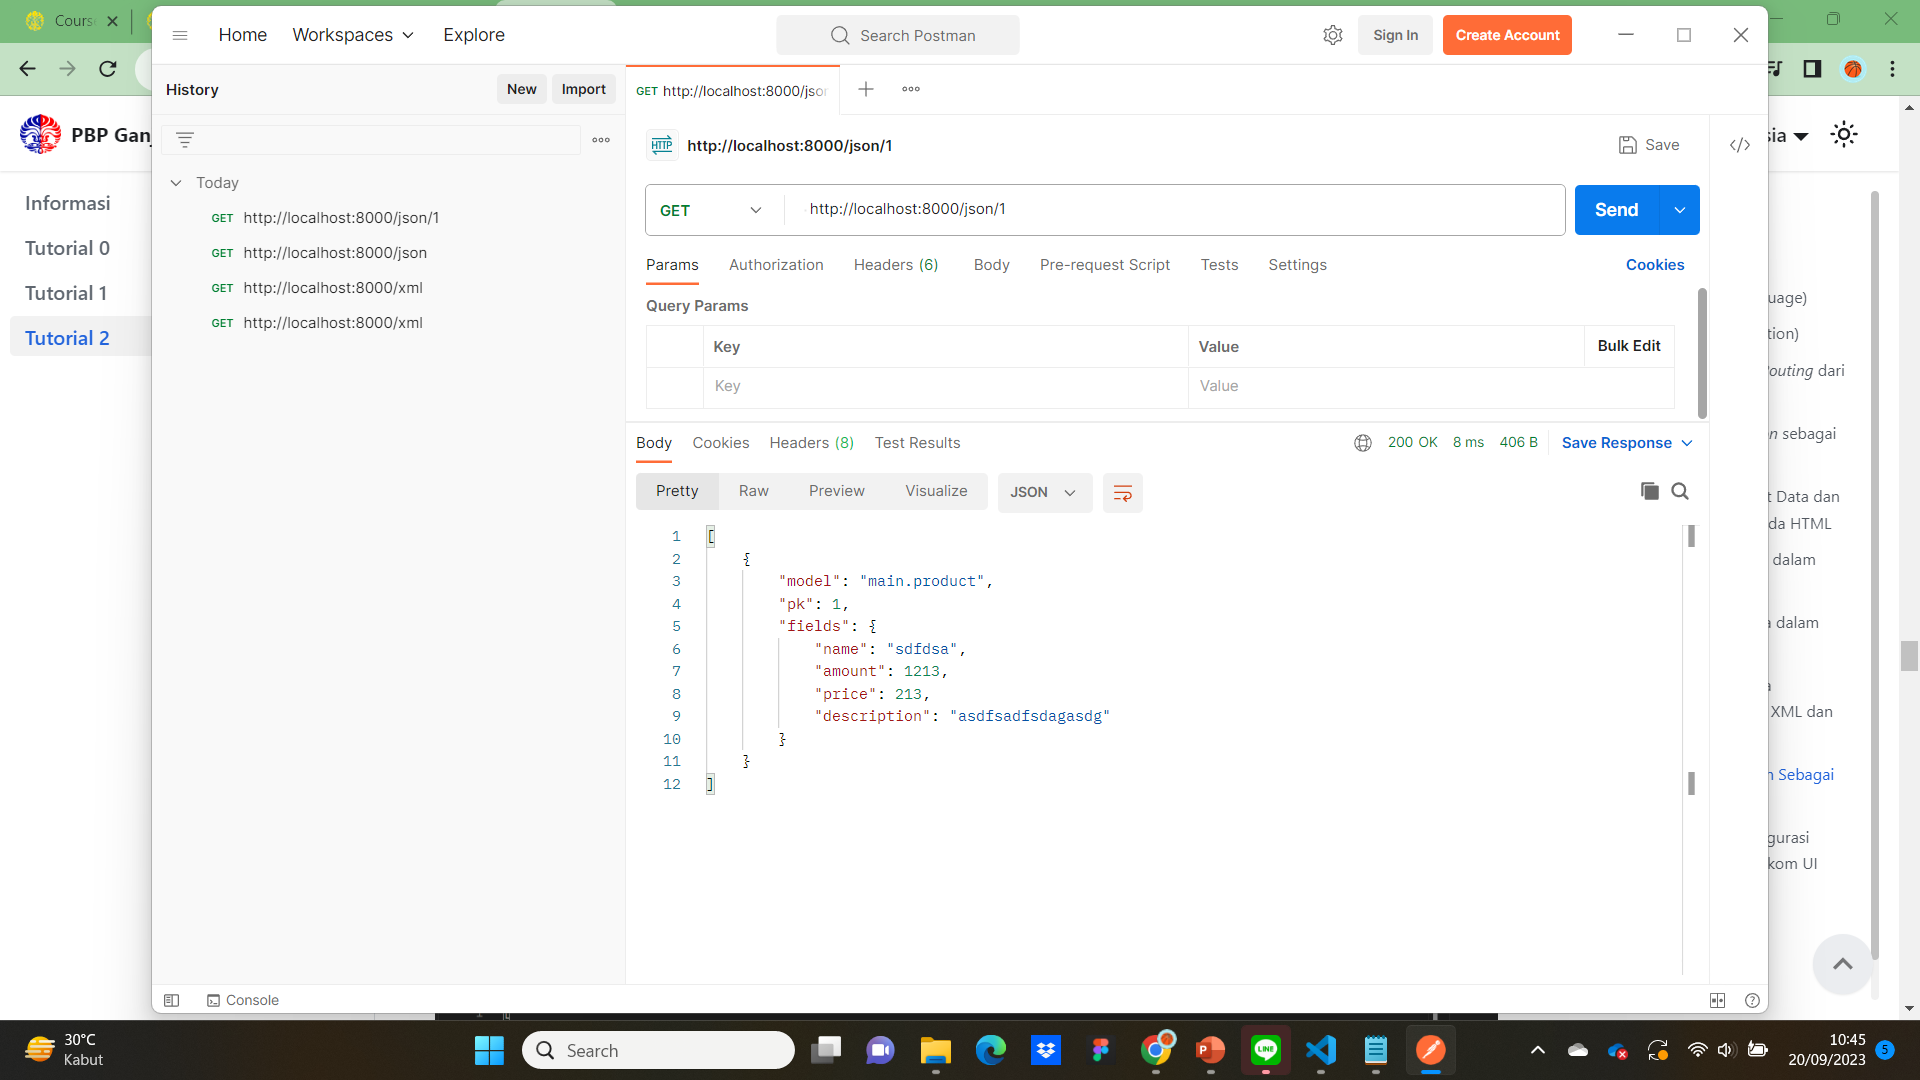 Cours
Home
Workspaces
Explore
Search Postman
Sign In
Create Account
PBP Ganj
Informasi
Tutorial 0
Tutorial 1
Tutorial 2
History
New
Import
Today
GET http://localhost:8000/json/1
GET http://localhost:8000/json
GET http://localhost:8000/xml
GET http://localhost:8000/xml
GET http://localhost:8000/jso
HTTP http://localhost:8000/json/1
Save
</>
GET
http://localhost:8000/json/1
Send
Params
Authorization
Headers (6)
Body
Pre-request Script
Tests
Settings
Cookies
Query Params
Key
Value
Bulk Edit
Key
Value
Body
Cookies
Headers (8)
Test Results
200 OK
8 ms
406 B
Save Response
Pretty
Raw
Preview
Visualize
JSON
1 [
2 {
3 "model": "main.product",
4 "pk": 1,
5 "fields": {
6 "name": "sdfdsa",
7 "amount": 1213,
8 "price": 213,
9 "description": "asdfsadfsdagasdg"
10 }
11 }
12 ]
Console
sia
uage)
tion)
outing dari
n sebagai
t Data dan
da HTML
dalam
a dalam
a
XML dan
n Sebagai
gurasi
kom UI
30°C
Kabut
Search
10:45
20/09/2023
5